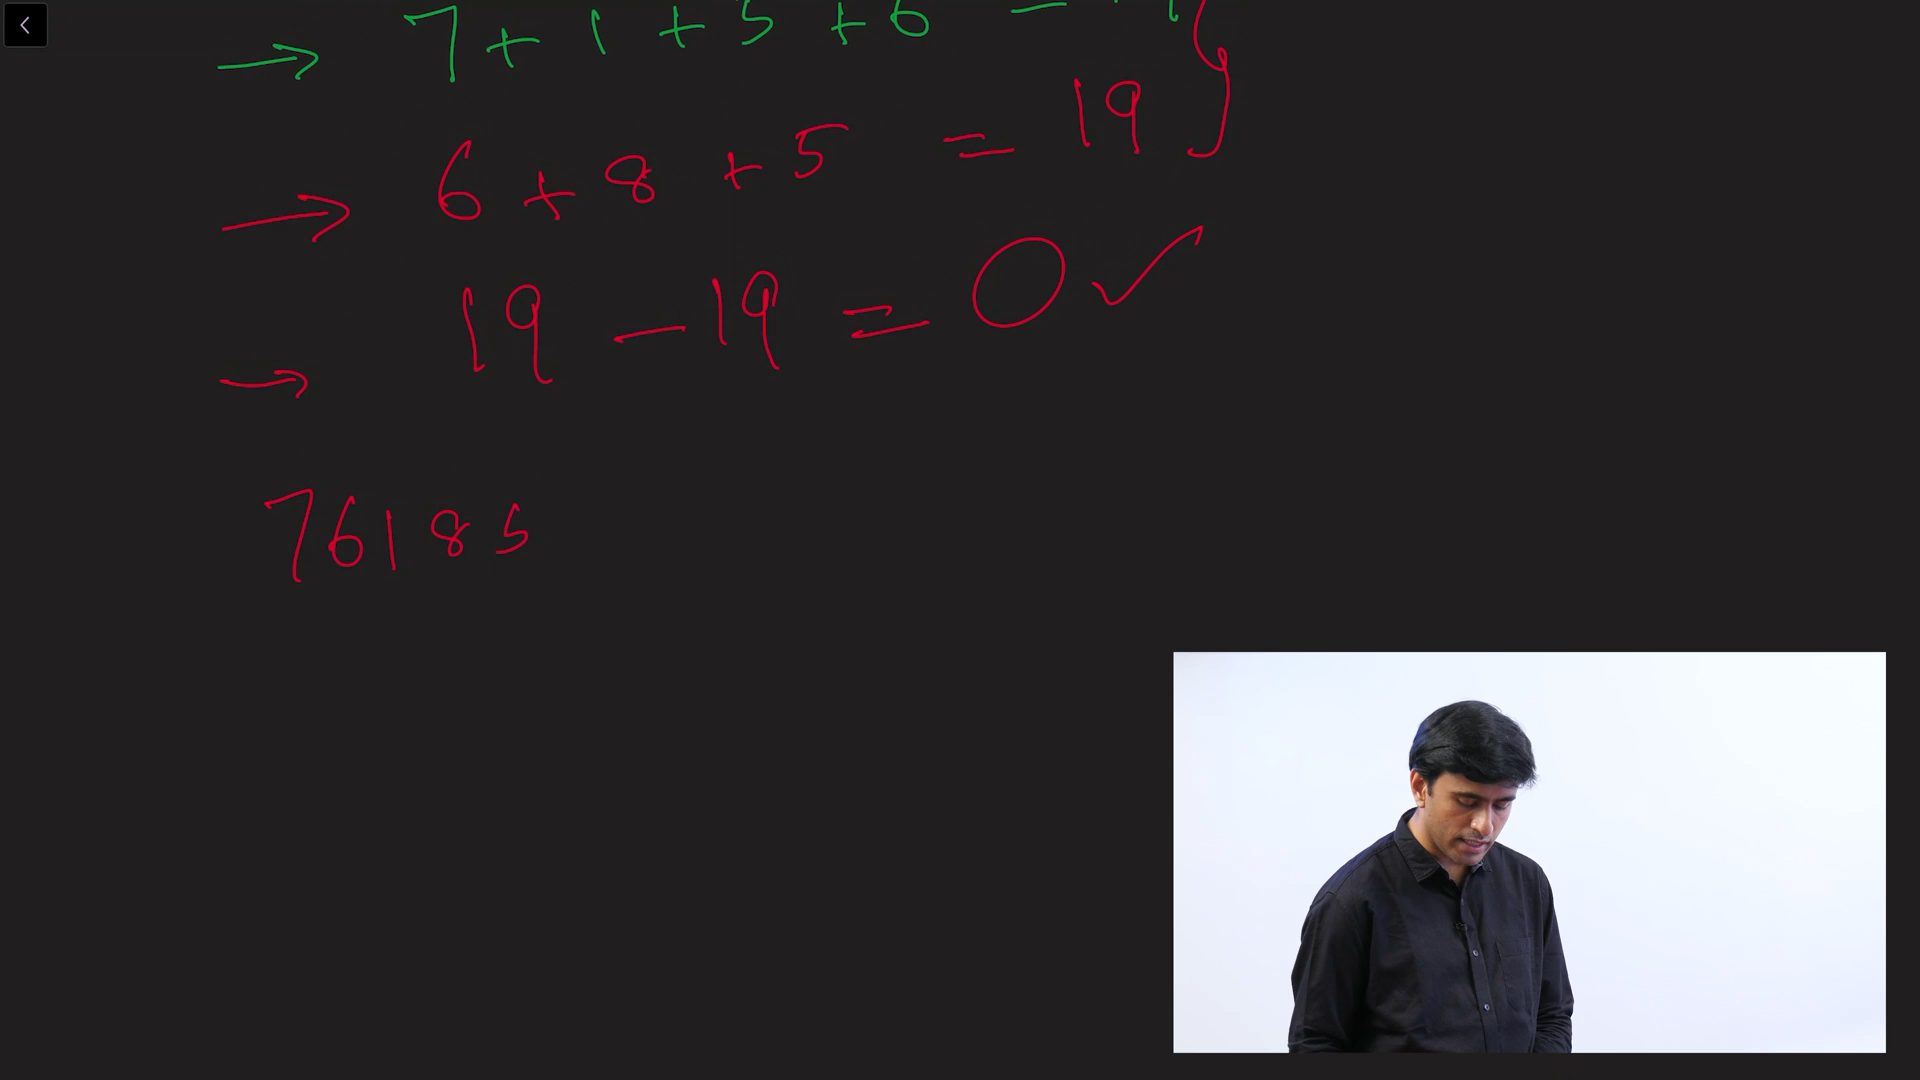 7 + 1 + 5 + 6 =
6 + 8 + 5 = 19
19 - 19 = 0 ✓
76185